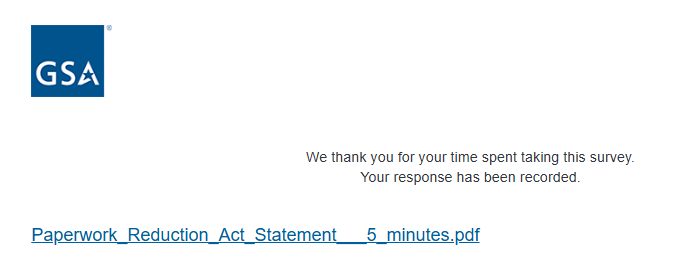 GSA
®
We thank you for your time spent taking this survey.
Your response has been recorded.
Paperwork_Reduction_Act_Statement___5_minutes.pdf